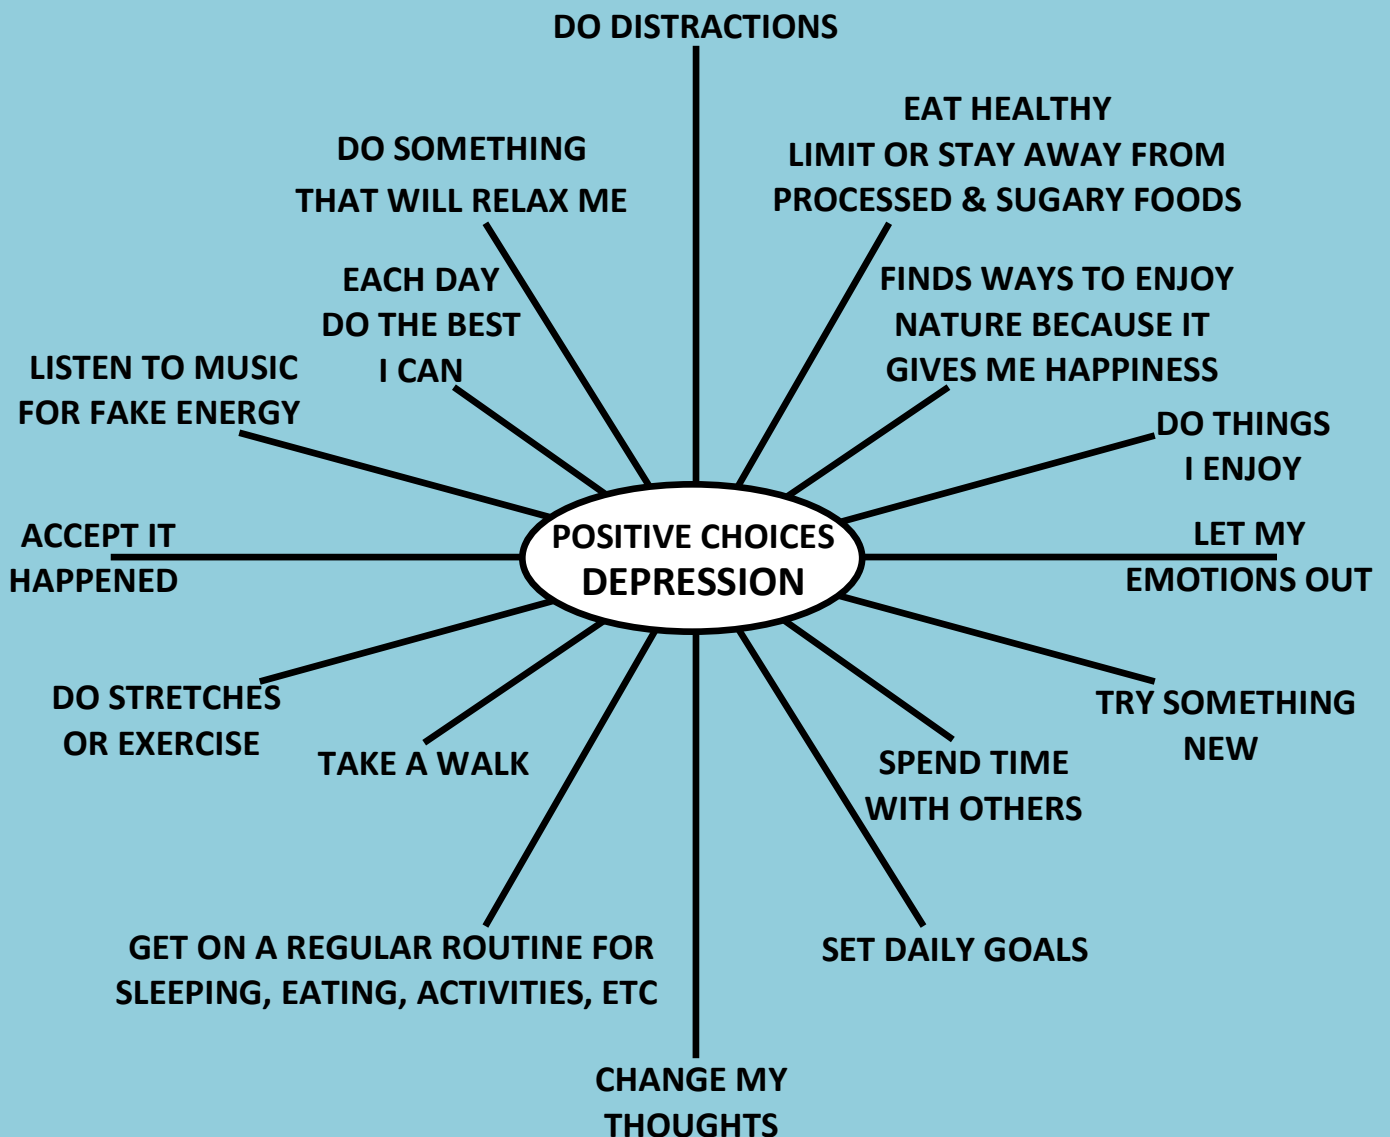 DO DISTRACTIONS
EAT HEALTHY
LIMIT OR STAY AWAY FROM
PROCESSED & SUGARY FOODS
DO SOMETHING
THAT WILL RELAX ME
FINDS WAYS TO ENJOY
NATURE BECAUSE IT
GIVES ME HAPPINESS
EACH DAY
DO THE BEST
I CAN
LISTEN TO MUSIC
FOR FAKE ENERGY
DO THINGS
I ENJOY
ACCEPT IT
HAPPENED
POSITIVE CHOICES
DEPRESSION
LET MY
EMOTIONS OUT
DO STRETCHES
OR EXERCISE
TAKE A WALK
SPEND TIME
WITH OTHERS
TRY SOMETHING
NEW
GET ON A REGULAR ROUTINE FOR
SLEEPING, EATING, ACTIVITIES, ETC
SET DAILY GOALS
CHANGE MY
THOUGHTS